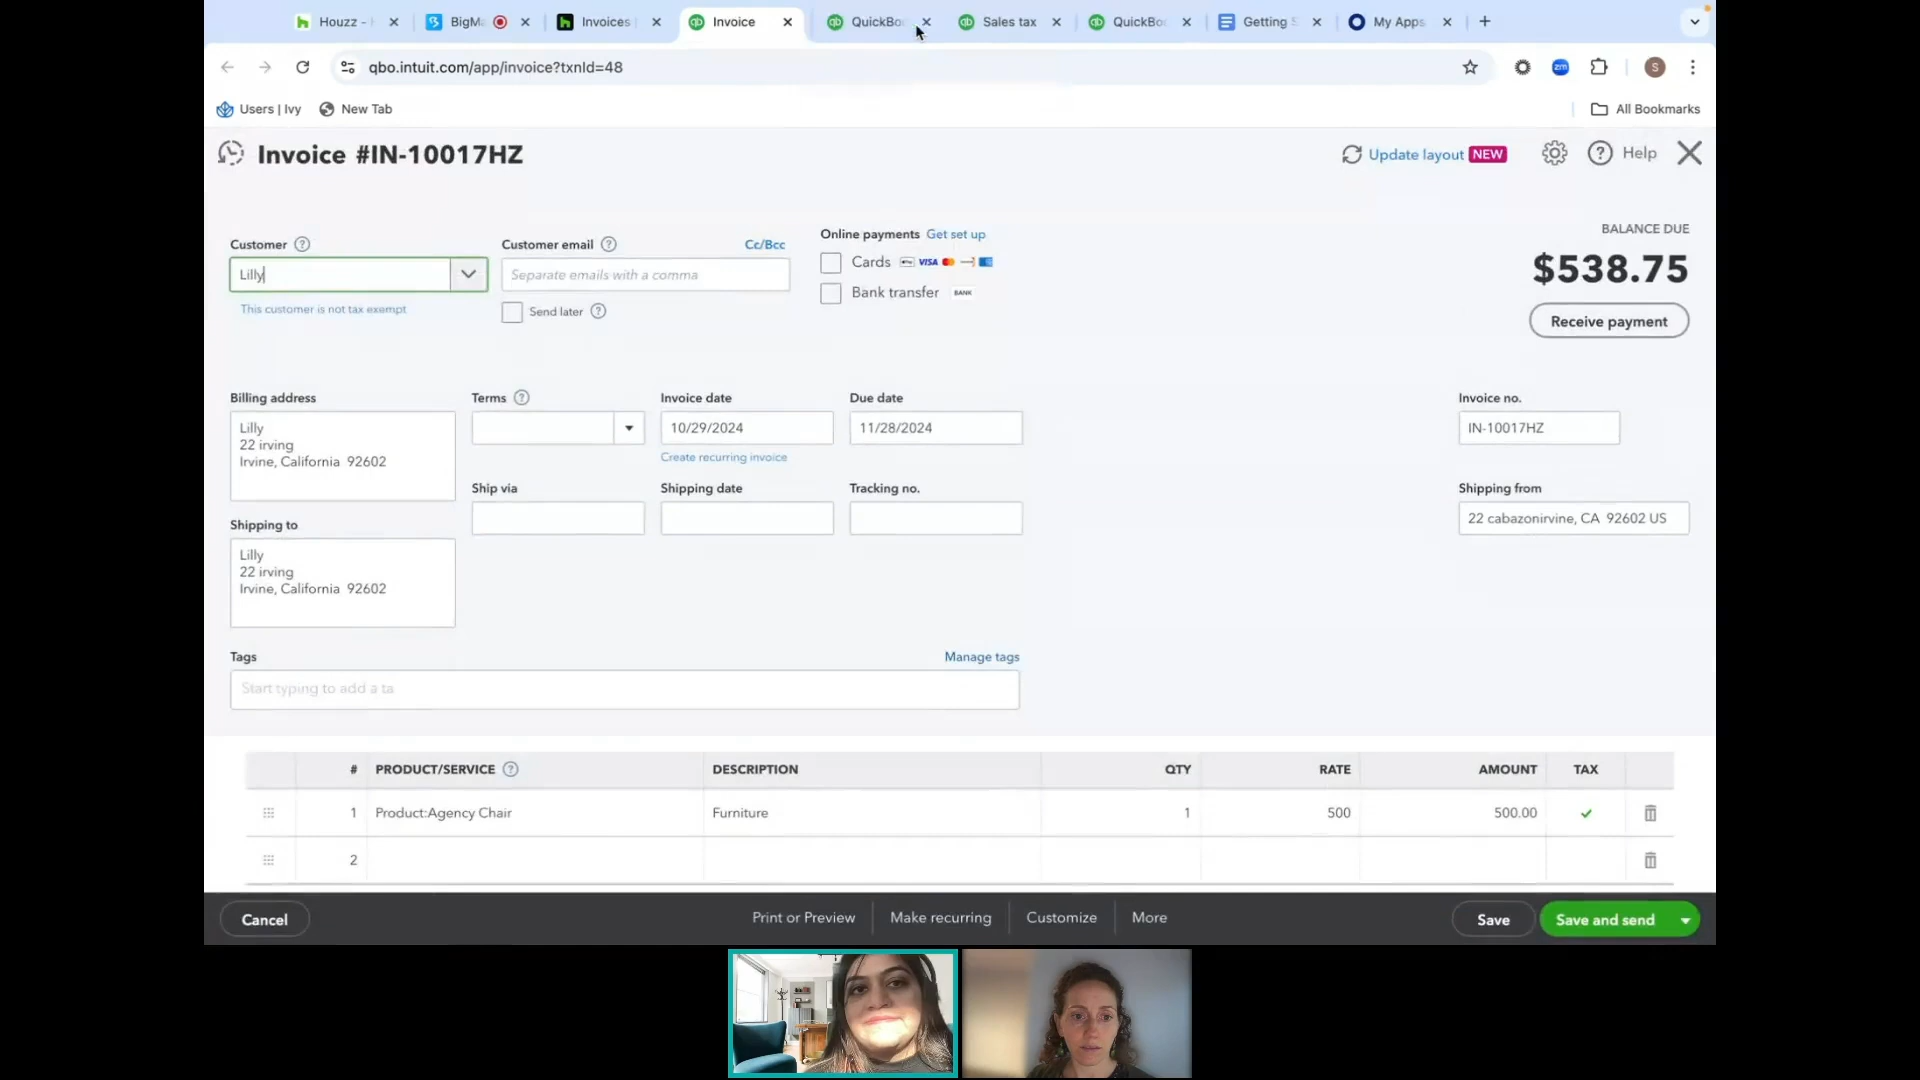 Houzz -
BigMa
Invoices
Invoice
QuickBo
Sales tax
QuickBo
Getting S
My Apps
qbo.intuit.com/app/invoice?txnId=48
zm
S
Users | Ivy
New Tab
All Bookmarks
Invoice #IN-10017HZ
Update layout NEW
Help
Customer
Customer email
Cc/Bcc
Online payments Get set up
BALANCE DUE
Lilly
Separate emails with a comma
Cards VISA
$538.75
This customer is not tax exempt
Send later
Bank transfer BANK
Receive payment
Billing address
Terms
Invoice date
Due date
Invoice no.
Lilly
22 irving
Irvine, California 92602
10/29/2024
11/28/2024
IN-10017HZ
Create recurring invoice
Ship via
Shipping date
Tracking no.
Shipping from
22 cabazonirvine, CA 92602 US
Shipping to
Lilly
22 irving
Irvine, California 92602
Tags
Manage tags
Start typing to add a ta
# PRODUCT/SERVICE DESCRIPTION QTY RATE AMOUNT TAX
1 Product:Agency Chair Furniture 1 500 500.00
2
Cancel
Print or Preview
Make recurring
Customize
More
Save
Save and send